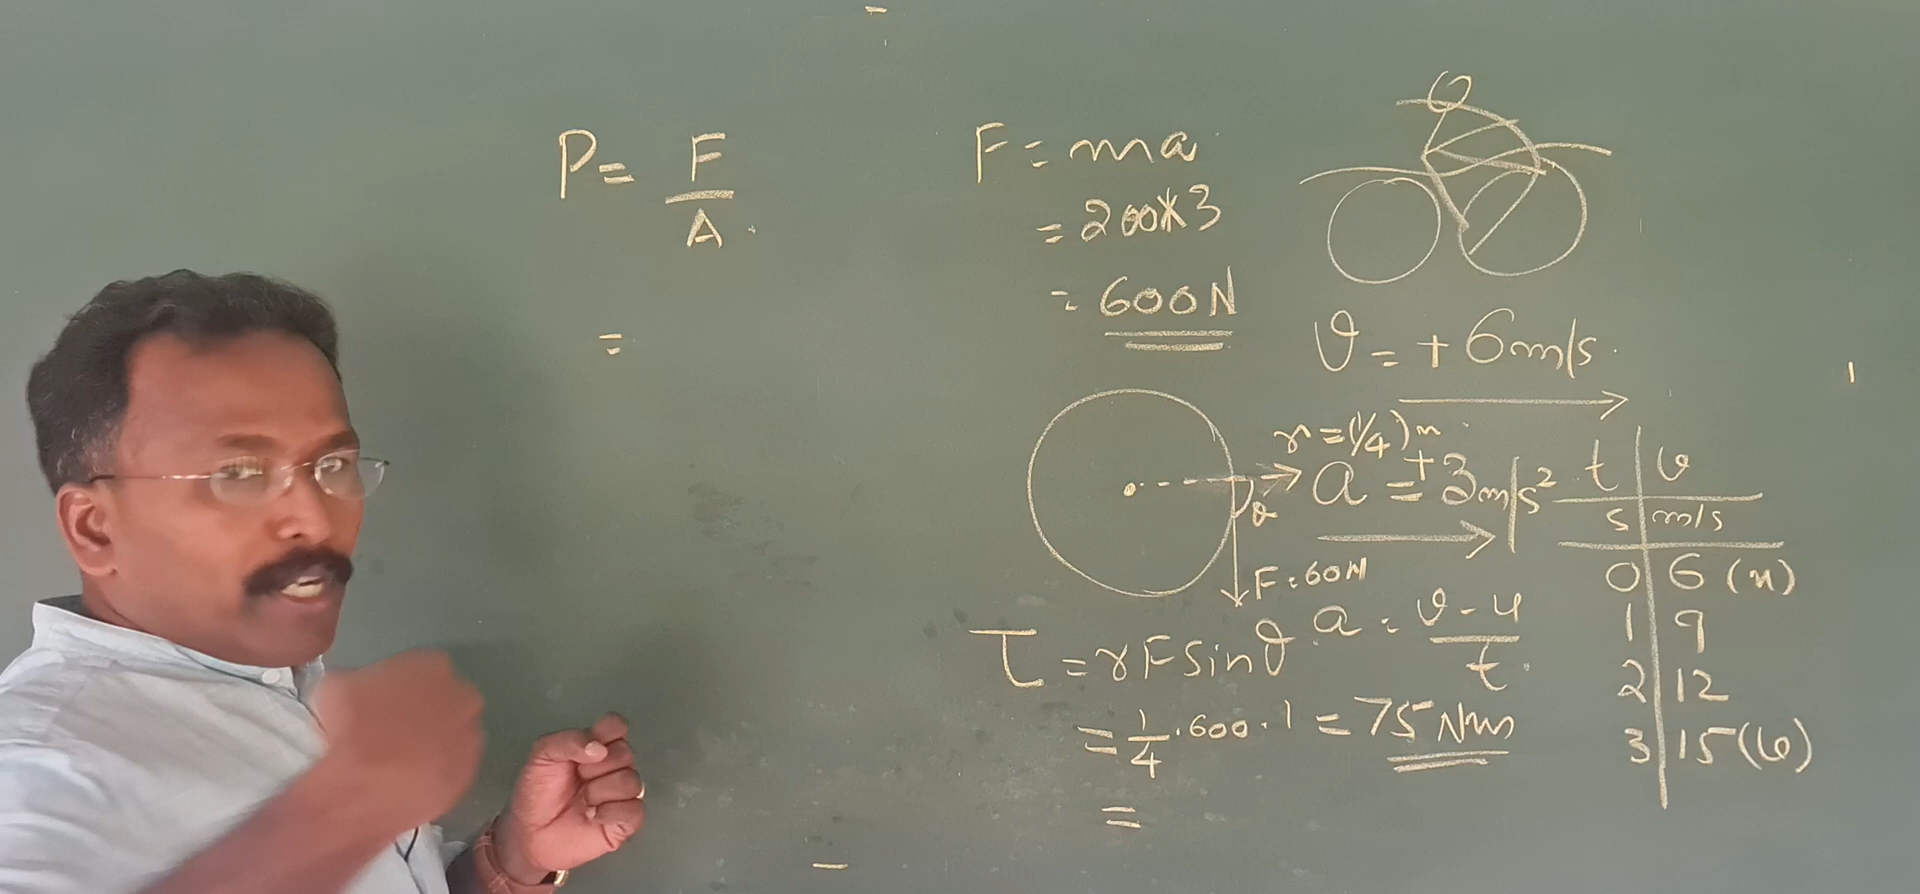 P = F/A.
=
F = ma
= 200*3
= 600N
υ = +6m/s.
r = (1/4)m
a = +3m/s²
θ
F = 60N
a = υ-u/t.
τ = rFsinθ
= 1/4 . 600 . 1 = 75 Nm
=
t | υ
s | m/s
0 | 6 (u)
1 | 9
2 | 12
3 | 15 (υ)